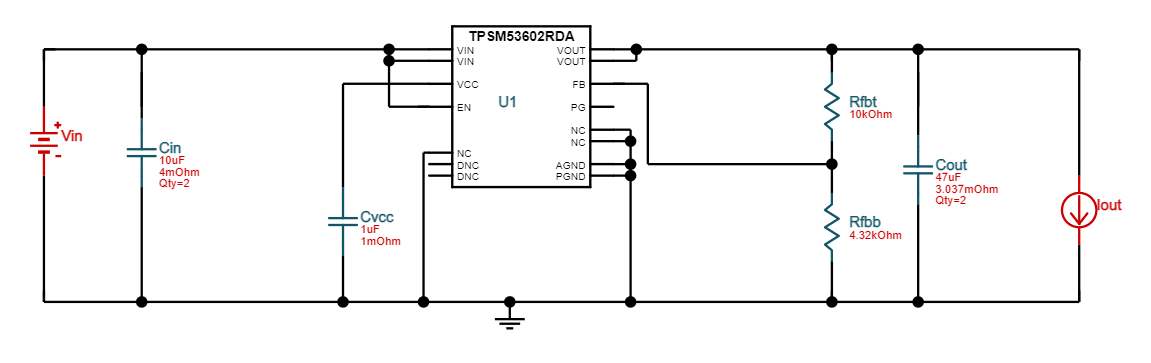 TPSM53602RDA
VIN
VIN
VCC
EN
NC
DNC
DNC
U1
VOUT
VOUT
FB
PG
NC
NC
AGND
PGND
+
Vin
-
Cin
10uF
4mOhm
Qty=2
Cvcc
1uF
1mOhm
Rfbt
10kOhm
Rfbb
4.32kOhm
Cout
47uF
3.037mOhm
Qty=2
Iout